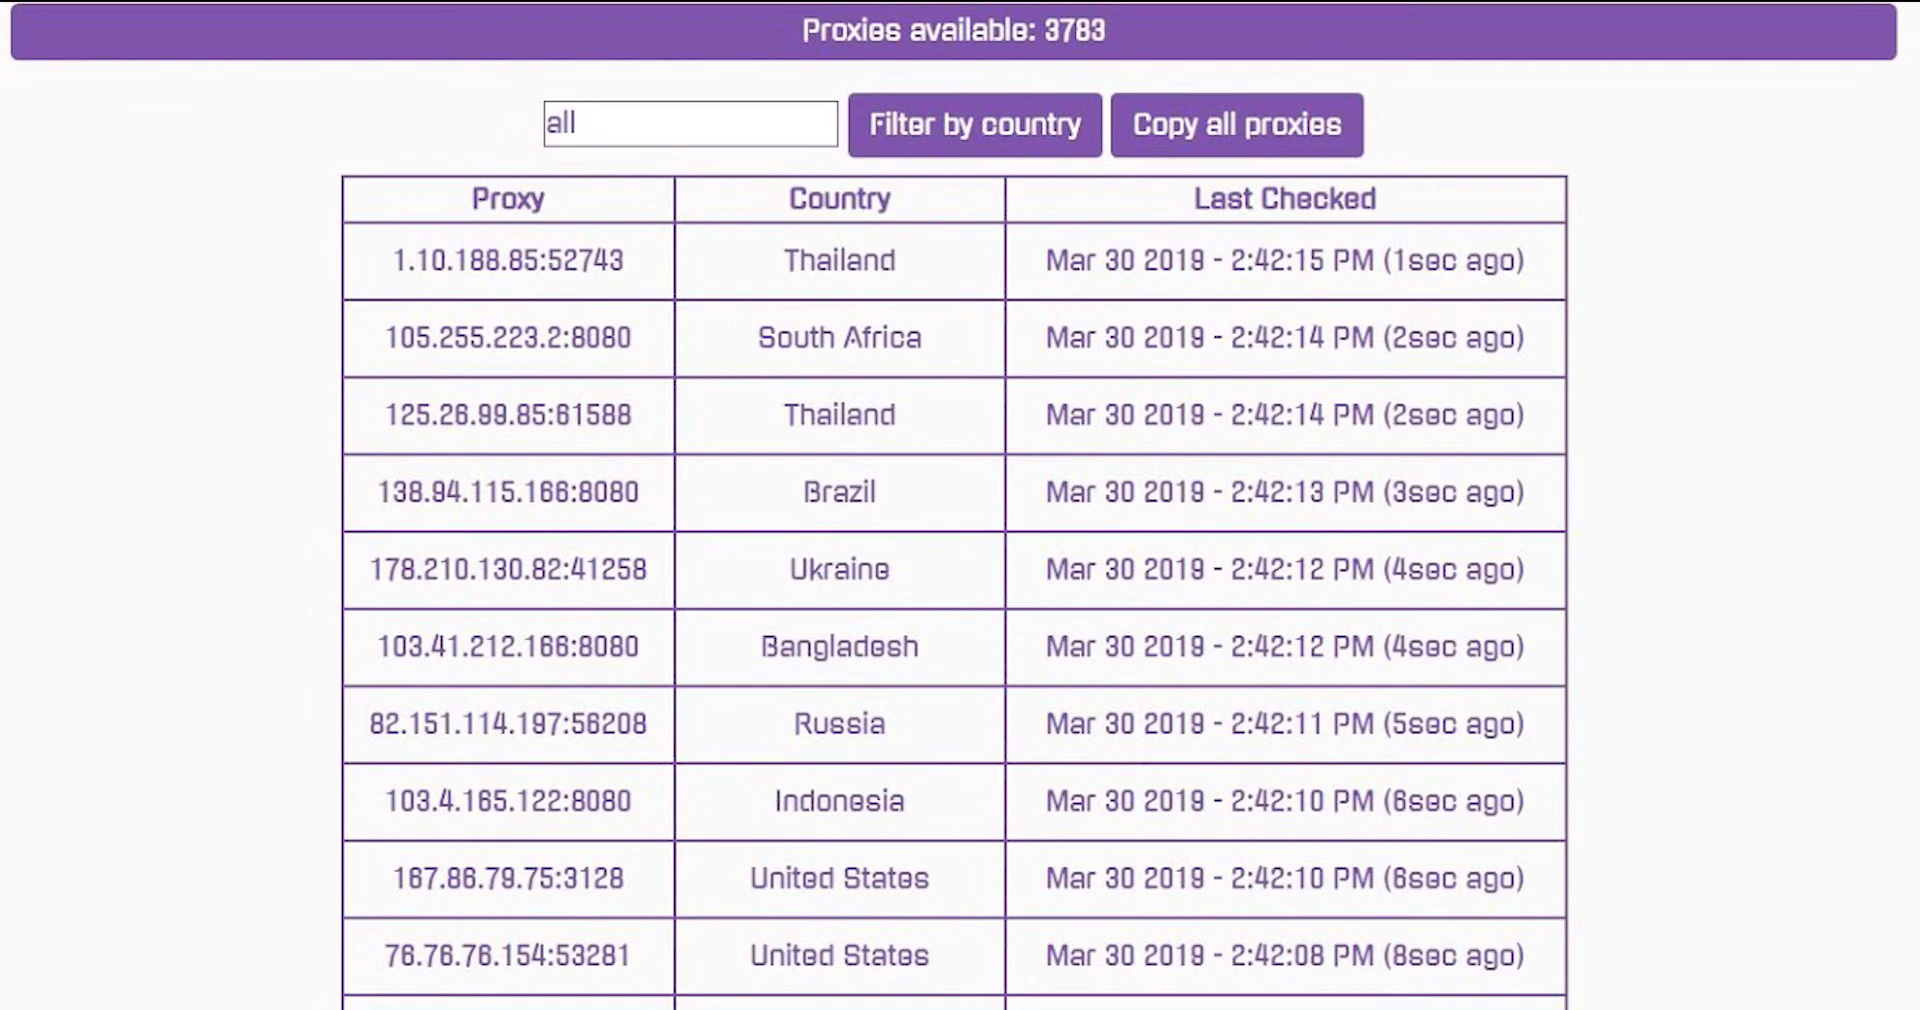 Proxies available: 3783
all Filter by country Copy all proxies
Proxy Country Last Checked
1.10.188.85:52743 Thailand Mar 30 2019 - 2:42:15 PM (1sec ago)
105.255.223.2:8080 South Africa Mar 30 2019 - 2:42:14 PM (2sec ago)
125.26.99.85:61588 Thailand Mar 30 2019 - 2:42:14 PM (2sec ago)
138.94.115.166:8080 Brazil Mar 30 2019 - 2:42:13 PM (3sec ago)
178.210.130.82:41258 Ukraine Mar 30 2019 - 2:42:12 PM (4sec ago)
103.41.212.166:8080 Bangladesh Mar 30 2019 - 2:42:12 PM (4sec ago)
82.151.114.197:56208 Russia Mar 30 2019 - 2:42:11 PM (5sec ago)
103.4.165.122:8080 Indonesia Mar 30 2019 - 2:42:10 PM (6sec ago)
167.86.79.75:3128 United States Mar 30 2019 - 2:42:10 PM (6sec ago)
76.76.76.154:53281 United States Mar 30 2019 - 2:42:08 PM (8sec ago)